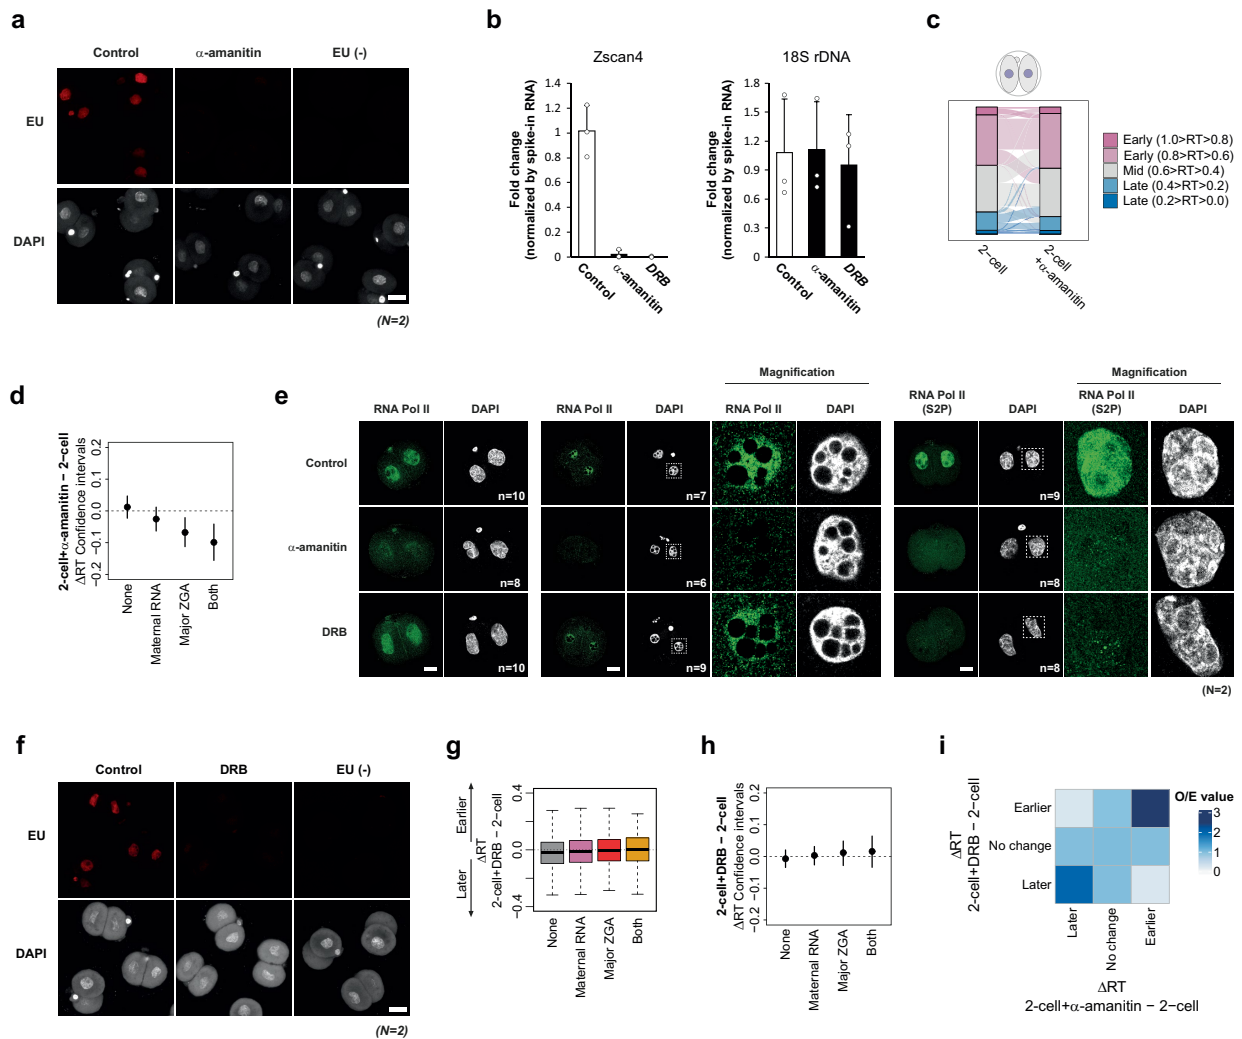 a
Control
α-amanitin
EU (-)
EU
DAPI
(N=2)
b
Zscan4
Fold change
(normalized by spike-in RNA)
1.4
1.2
1
0.8
0.6
0.4
0.2
0
Control
α-amanitin
DRB
18S rDNA
Fold change
(normalized by spike-in RNA)
1.8
1.5
1.2
0.9
0.6
0.3
0
Control
α-amanitin
DRB
c
Early (1.0>RT>0.8)
Early (0.8>RT>0.6)
Mid (0.6>RT>0.4)
Late (0.4>RT>0.2)
Late (0.2>RT>0.0)
2-cell
2-cell
+α-amanitin
d
2-cell+α-amanitin − 2-cell
ΔRT Confidence intervals
0.2
0.1
0.0
-0.1
-0.2
None
Maternal RNA
Major ZGA
Both
e
Magnification
Magnification
RNA Pol II
DAPI
RNA Pol II
DAPI
RNA Pol II
DAPI
RNA Pol II
(S2P)
DAPI
RNA Pol II
(S2P)
DAPI
Control
n=10
n=7
n=9
α-amanitin
n=8
n=6
n=8
DRB
n=10
n=9
n=8
(N=2)
f
Control
DRB
EU (-)
EU
DAPI
(N=2)
g
Earlier
Later
ΔRT
2-cell+DRB − 2-cell
0.4
0.0
-0.4
None
Maternal RNA
Major ZGA
Both
h
2-cell+DRB − 2-cell
ΔRT Confidence intervals
0.2
0.1
0.0
-0.1
-0.2
None
Maternal RNA
Major ZGA
Both
i
ΔRT
2-cell+DRB − 2-cell
Earlier
No change
Later
Later
No change
Earlier
ΔRT
2-cell+α-amanitin − 2-cell
O/E value
3
2
1
0